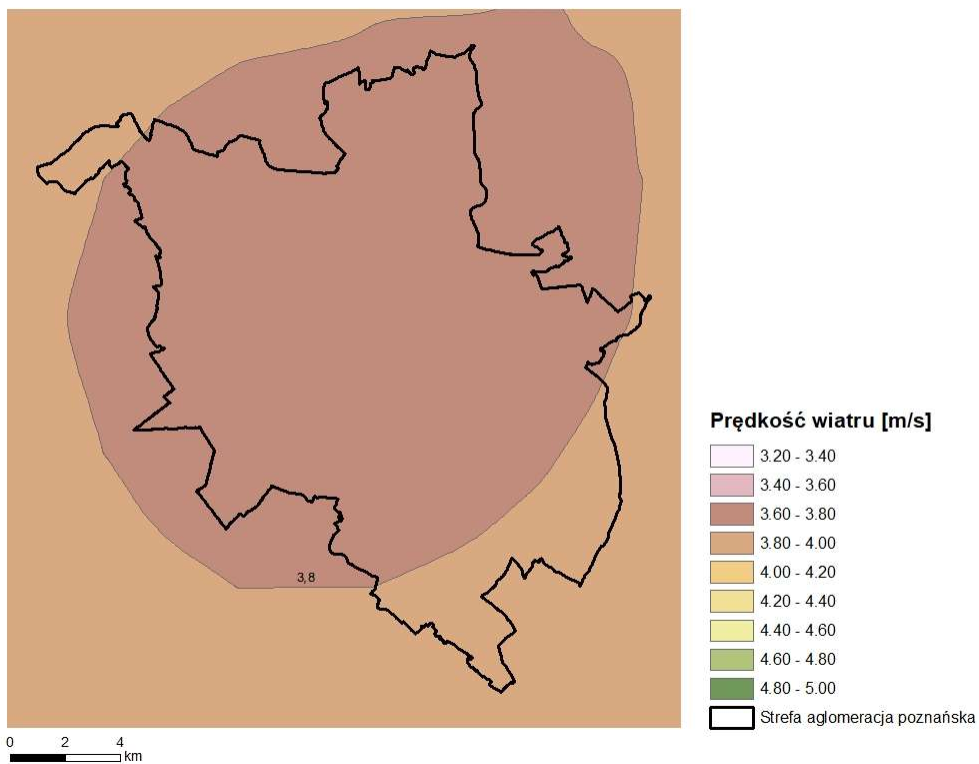 3,8
Prędkość wiatru [m/s]
3.20 - 3.40
3.40 - 3.60
3.60 - 3.80
3.80 - 4.00
4.00 - 4.20
4.20 - 4.40
4.40 - 4.60
4.60 - 4.80
4.80 - 5.00
Strefa aglomeracja poznańska
0 2 4
km